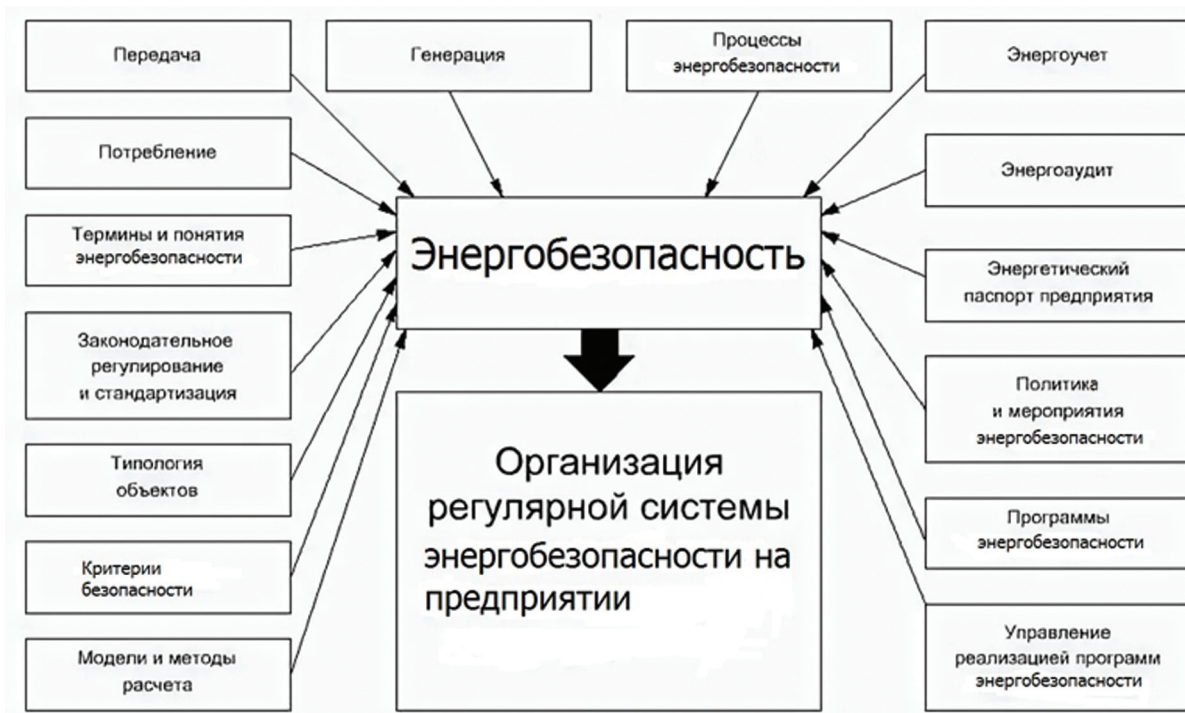 Передача
Генерация
Процессы
энергобезопасности
Энергоучет
Потребление
Энергоаудит
Термины и понятия
энергобезопасности
Энергобезопасность
Энергетический
паспорт предприятия
Законодательное
регулирование
и стандартизация
Политика
и мероприятия
энергобезопасности
Типология
объектов
Организация
регулярной системы
энергобезопасности на
предприятии
Программы
энергобезопасности
Критерии
безопасности
Модели и методы
расчета
Управление
реализацией программ
энергобезопасности